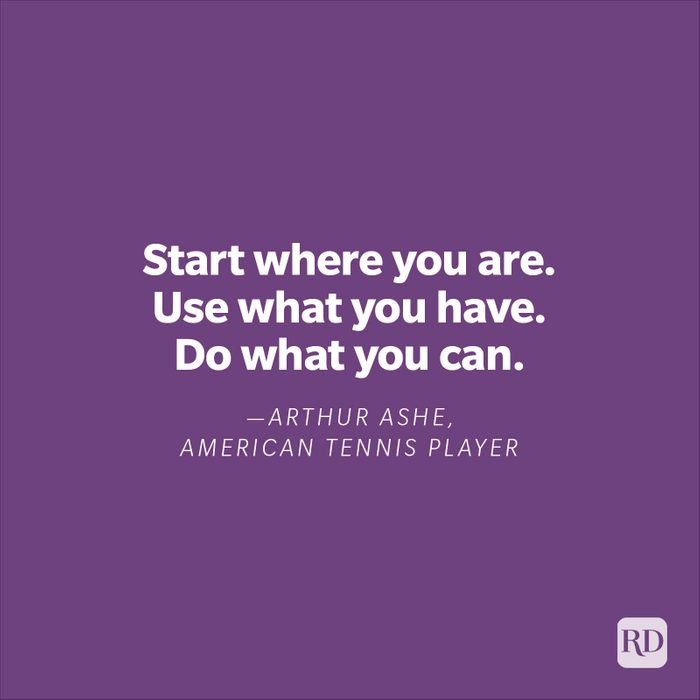 Start where you are.
Use what you have.
Do what you can.
—ARTHUR ASHE,
AMERICAN TENNIS PLAYER
RD